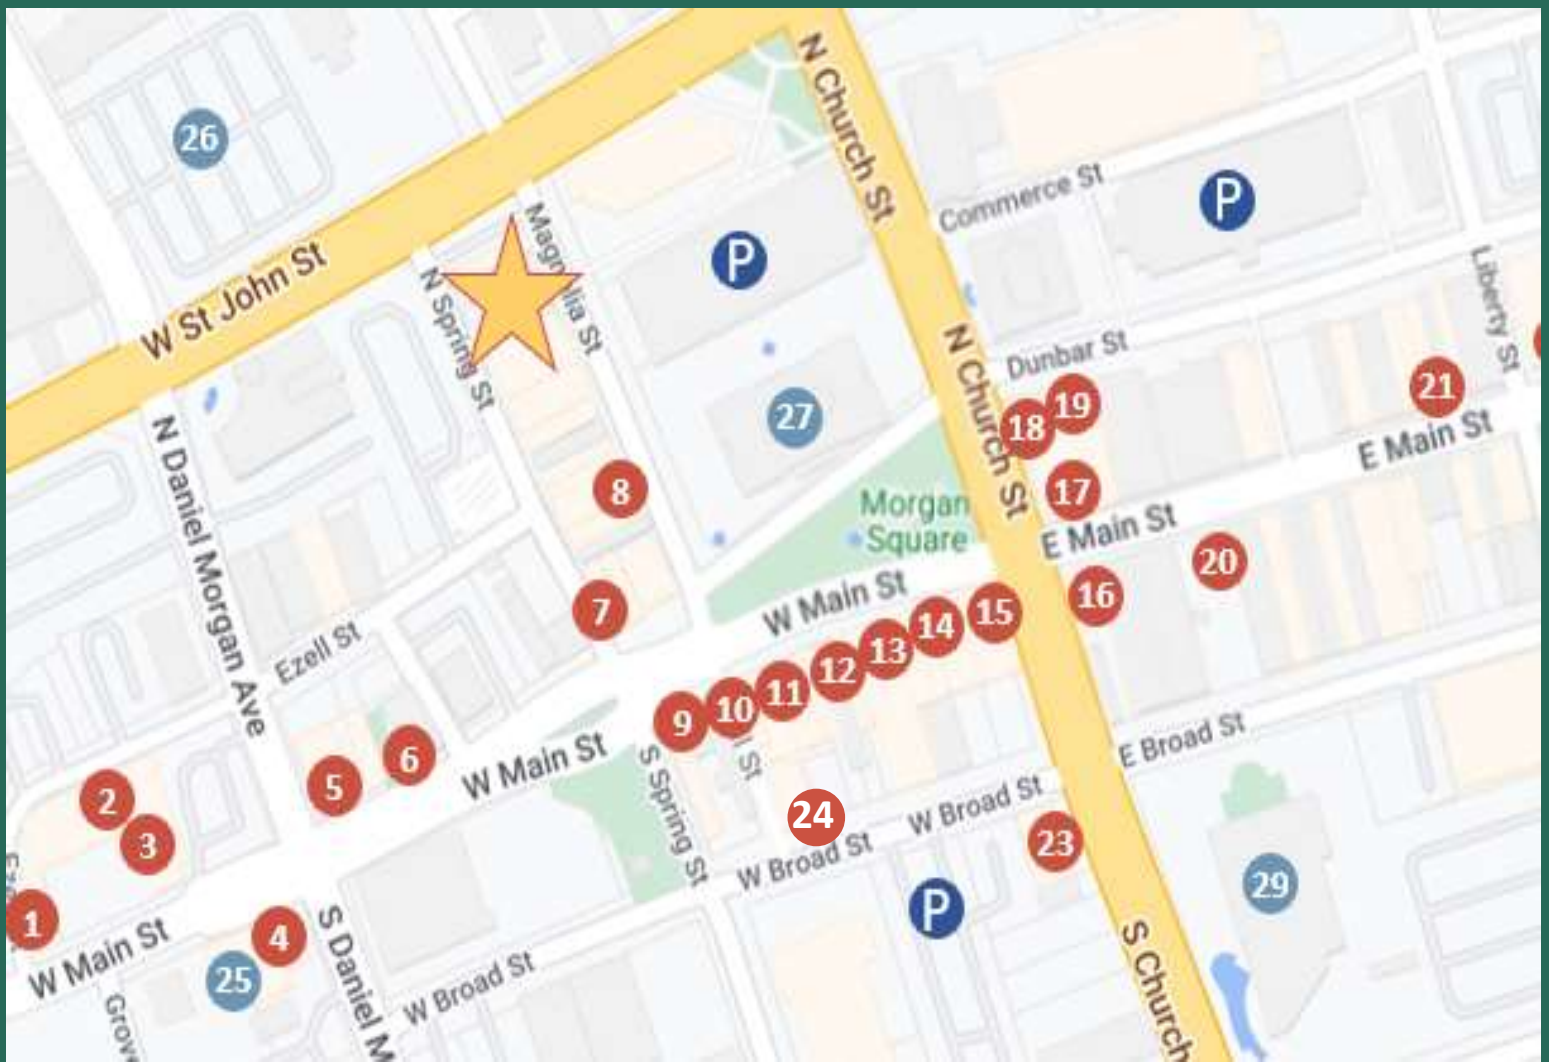 N Church St
26
Commerce St
P
Magnolia St
P
W St John St
N Spring St
Liberty St
N Church St
Dunbar St
21
19
18
27
E Main St
N Daniel Morgan Ave
8
17
Morgan
Square
E Main St
20
16
W Main St
7
15
14
13
12
11
10
9
Ezell St
6
5
W Main St
S Spring St
St
E Broad St
2
3
24
W Broad St
W Broad St
23
29
P
1
4
W Main St
25
S Daniel M
W Broad St
S Church
Grove